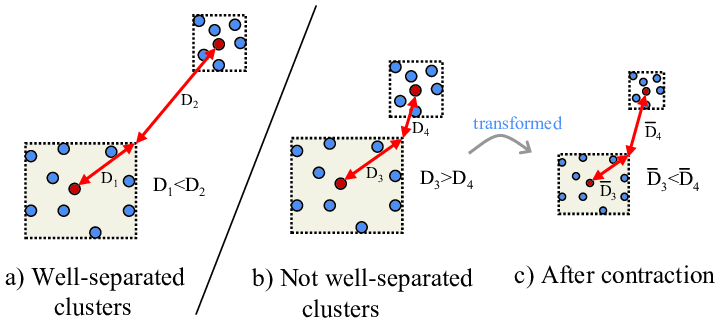 D₂
D₁
D₁<D₂
a) Well-separated
clusters
D₄
D₃
D₃>D₄
b) Not well-separated
clusters
transformed
D̅₄
D̅₃
D̅₃<D̅₄
c) After contraction